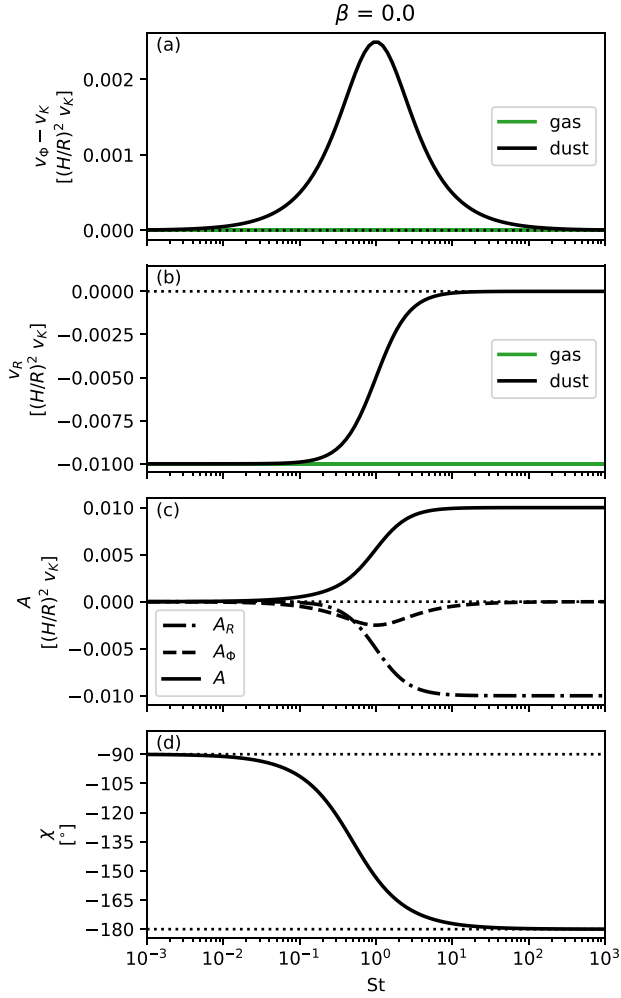 β = 0.0
(a)
v_Φ − v_K
[(H/R)² v_K]
0.002
0.001
0.000
gas
dust
(b)
v_R
[(H/R)² v_K]
0.0000
−0.0025
−0.0050
−0.0075
−0.0100
gas
dust
(c)
A
[(H/R)² v_K]
0.010
0.005
0.000
−0.005
−0.010
A_R
A_Φ
A
(d)
χ
[°]
−90
−105
−120
−135
−150
−165
−180
10⁻³ 10⁻² 10⁻¹ 10⁰ 10¹ 10² 10³
St